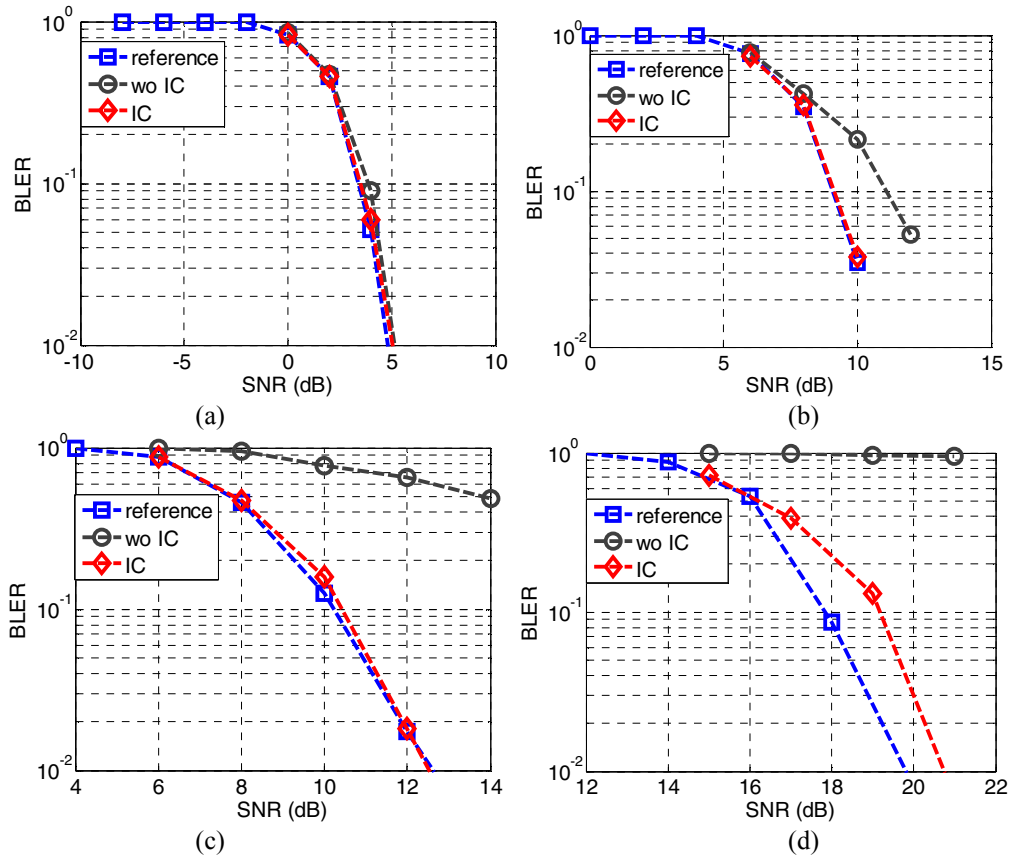 10^0
10^-1
10^-2
BLER
reference
wo IC
IC
-10 -5 0 5 10
SNR (dB)
(a)
10^0
10^-1
10^-2
BLER
reference
wo IC
IC
0 5 10 15
SNR (dB)
(b)
10^0
10^-1
10^-2
BLER
reference
wo IC
IC
4 6 8 10 12 14
SNR (dB)
(c)
10^0
10^-1
10^-2
BLER
reference
wo IC
IC
12 14 16 18 20 22
SNR (dB)
(d)